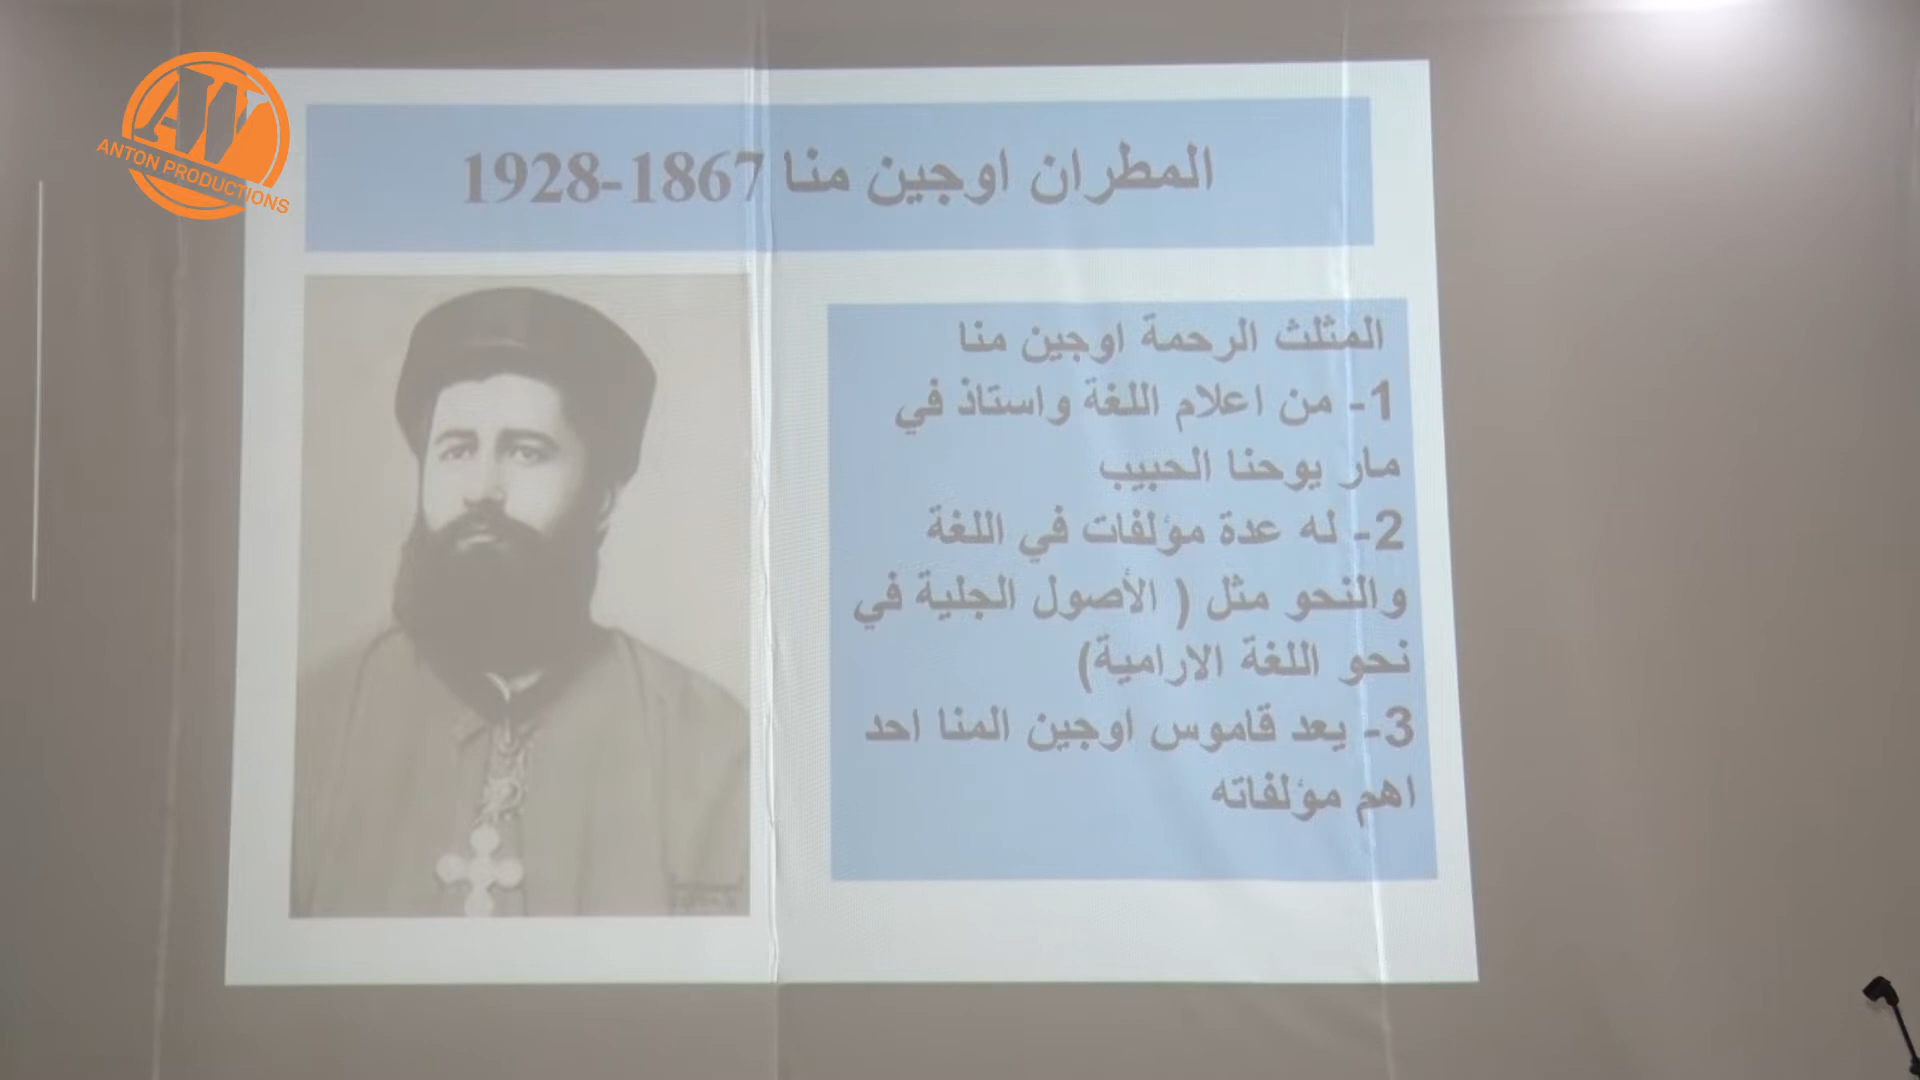 AW
ANTON PRODUCTIONS
المطران اوجين منا 1867-1928
المثلث الرحمة اوجين منا
1- من اعلام اللغة واستاذ في
مار يوحنا الحبيب
2- له عدة مؤلفات في اللغة
والنحو مثل ( الأصول الجلية في
نحو اللغة الارامية)
3- يعد قاموس اوجين المنا احد
اهم مؤلفاته